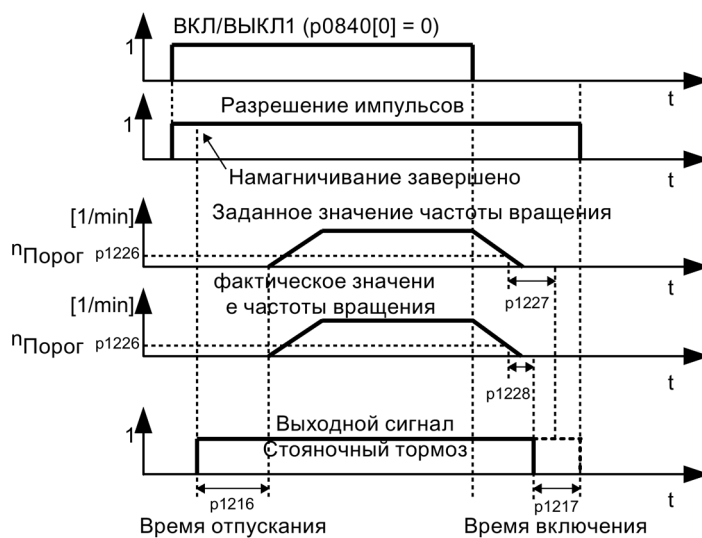 ВКЛ/ВЫКЛ1 (p0840[0] = 0)
1
t
Разрешение импульсов
1
t
Намагничивание завершено
[1/min]
Заданное значение частоты вращения
nПорог p1226
t
p1227
фактическое значени
[1/min]
е частоты вращения
nПорог p1226
t
p1228
Выходной сигнал
1
Стояночный тормоз
t
p1216
p1217
Время отпускания
Время включения